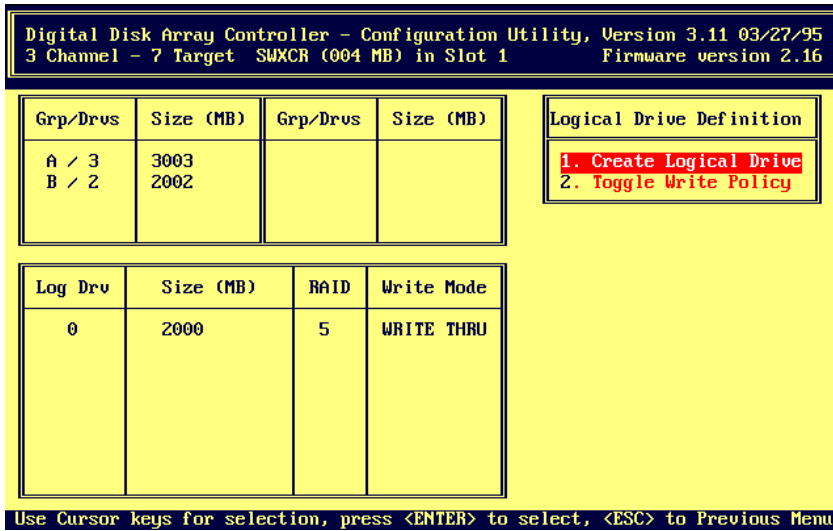 Digital Disk Array Controller - Configuration Utility, Version 3.11 03/27/95
3 Channel - 7 Target SWXCR (004 MB) in Slot 1 Firmware version 2.16
Grp/Drvs Size (MB) Grp/Drvs Size (MB)
A / 3 3003
B / 2 2002
Logical Drive Definition
1. Create Logical Drive
2. Toggle Write Policy
Log Drv Size (MB) RAID Write Mode
0 2000 5 WRITE THRU
Use Cursor keys for selection, press <ENTER> to select, <ESC> to Previous Menu